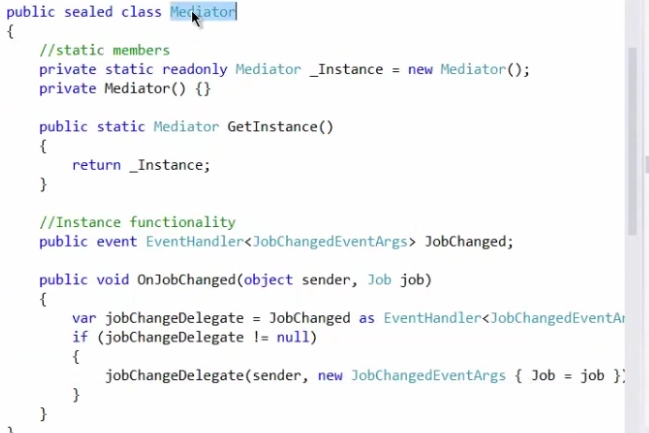 public sealed class Mediator
{
//static members
private static readonly Mediator _Instance = new Mediator();
private Mediator() {}
public static Mediator GetInstance()
{
return _Instance;
}
//Instance functionality
public event EventHandler<JobChangedEventArgs> JobChanged;
public void OnJobChanged(object sender, Job job)
{
var jobChangeDelegate = JobChanged as EventHandler<JobChangedEventAr
if (jobChangeDelegate != null)
{
jobChangeDelegate(sender, new JobChangedEventArgs { Job = job })
}
}
}